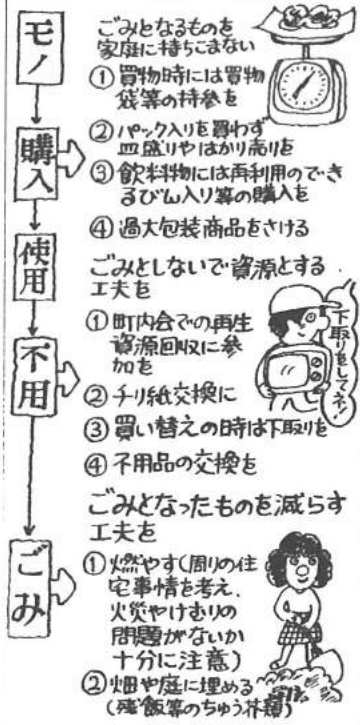 モノ
購入
使用
不用
ごみ
ごみとなるものを
家庭に持ちこまない
① 買物時には買物
袋等の持参を
② パック入りを買わず
皿盛りやはかり売りを
③ 飲料物には再利用のでき
るびん入り等の購入を
④ 過大包装商品をさける
ごみとしないで資源とする
工夫を
① 町内会での再生
資源回収に参
加を
② チリ紙交換に
③ 買い替えの時は下取りを
④ 不用品の交換を
下取りをしてネ!
ごみとなったものを減らす
工夫を
① 燃やす(周りの住
宅事情を考え、
火災やけむりの
問題がないか
十分に注意)
② 畑や庭に埋める
(残飯等のちゅう芥類)